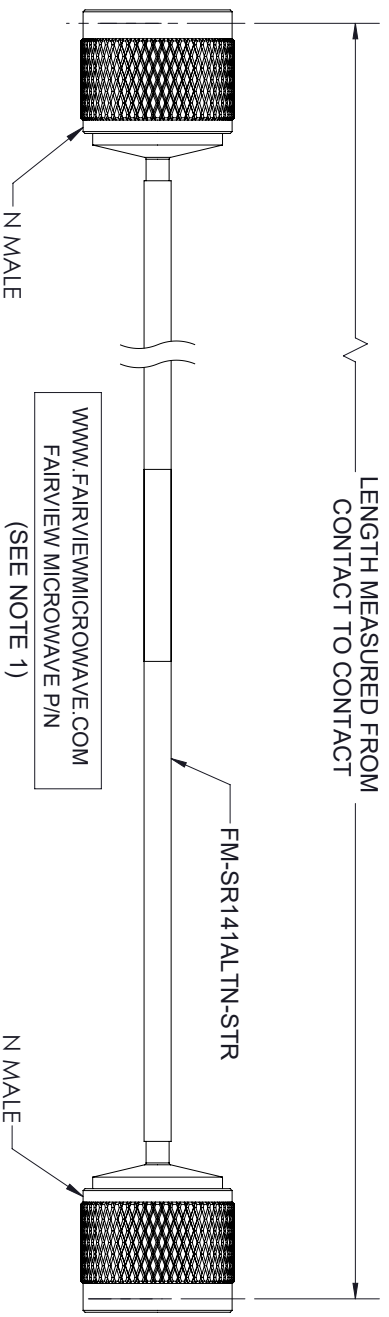 LENGTH MEASURED FROM
CONTACT TO CONTACT
FM-SR141ALTN-STR
N MALE
WWW.FAIRVIEWMICROWAVE.COM
FAIRVIEW MICROWAVE P/N
(SEE NOTE 1)
N MALE